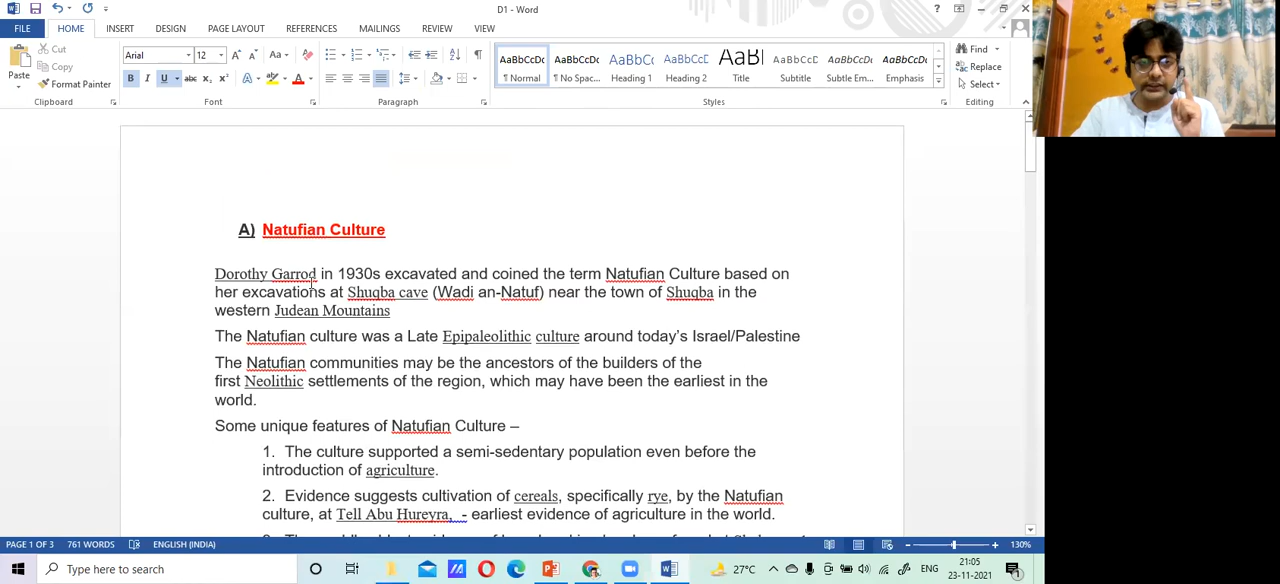 D1 - Word
FILE HOME INSERT DESIGN PAGE LAYOUT REFERENCES MAILINGS REVIEW VIEW
Cut
Copy
Paste
Format Painter
Arial 12
AaBbCcDc AaBbCcDc AaBbC AaBbCc AaBl AaBbCcD AaBbCcDc AaBbCcDc
¶ Normal ¶ No Spac... Heading 1 Heading 2 Title Subtitle Subtle Em... Emphasis
Find
Replace
Select
Clipboard Font Paragraph Styles Editing
A) Natufian Culture
Dorothy Garrod in 1930s excavated and coined the term Natufian Culture based on
her excavations at Shuqba cave (Wadi an-Natuf) near the town of Shuqba in the
western Judean Mountains
The Natufian culture was a Late Epipaleolithic culture around today's Israel/Palestine
The Natufian communities may be the ancestors of the builders of the
first Neolithic settlements of the region, which may have been the earliest in the
world.
Some unique features of Natufian Culture –
1. The culture supported a semi-sedentary population even before the
introduction of agriculture.
2. Evidence suggests cultivation of cereals, specifically rye, by the Natufian
culture, at Tell Abu Hureyra, - earliest evidence of agriculture in the world.
PAGE 1 OF 3 761 WORDS ENGLISH (INDIA) 130%
Type here to search
27°C ENG 21:05
23-11-2021